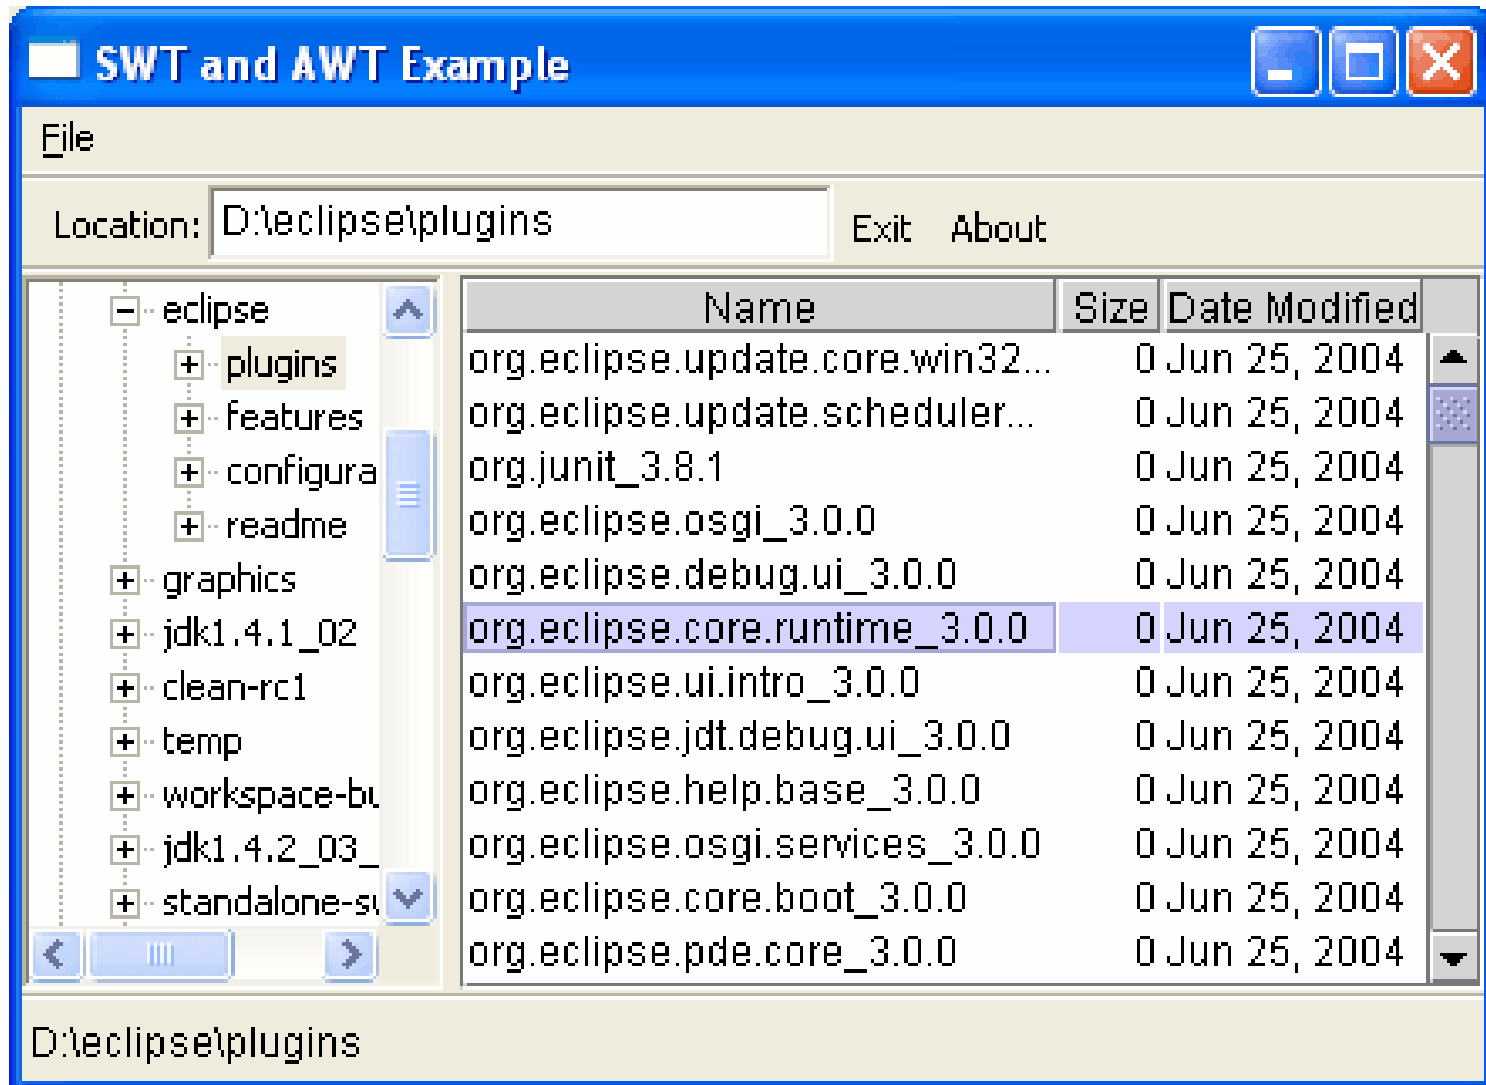 SWT and AWT Example
File
Location: D:\eclipse\plugins Exit About
eclipse
plugins
features
configura
readme
graphics
jdk1.4.1_02
clean-rc1
temp
workspace-bu
jdk1.4.2_03_
standalone-s
Name Size Date Modified
org.eclipse.update.core.win32... 0 Jun 25, 2004
org.eclipse.update.scheduler... 0 Jun 25, 2004
org.junit_3.8.1 0 Jun 25, 2004
org.eclipse.osgi_3.0.0 0 Jun 25, 2004
org.eclipse.debug.ui_3.0.0 0 Jun 25, 2004
org.eclipse.core.runtime_3.0.0 0 Jun 25, 2004
org.eclipse.ui.intro_3.0.0 0 Jun 25, 2004
org.eclipse.jdt.debug.ui_3.0.0 0 Jun 25, 2004
org.eclipse.help.base_3.0.0 0 Jun 25, 2004
org.eclipse.osgi.services_3.0.0 0 Jun 25, 2004
org.eclipse.core.boot_3.0.0 0 Jun 25, 2004
org.eclipse.pde.core_3.0.0 0 Jun 25, 2004
D:\eclipse\plugins